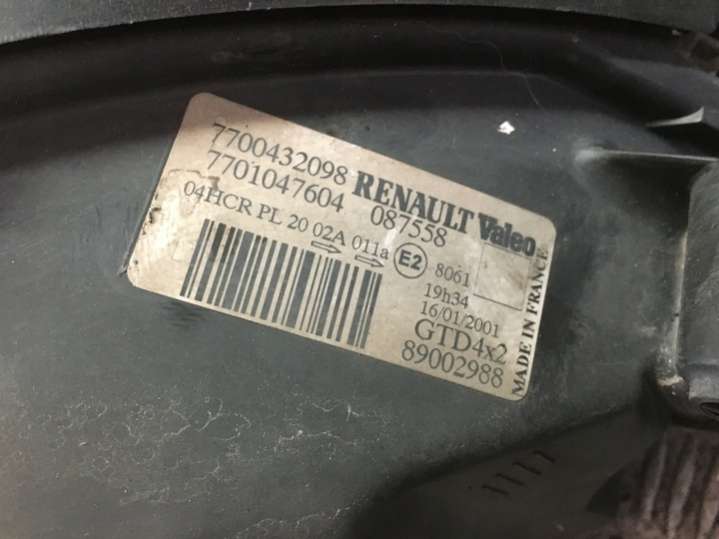 7700432098
7701047604 RENAULT Valeo
087558
04HCR PL 20 02A 011a E2 8061
19h34
16/01/2001
GTD4x2
89002988
MADE IN FRANCE